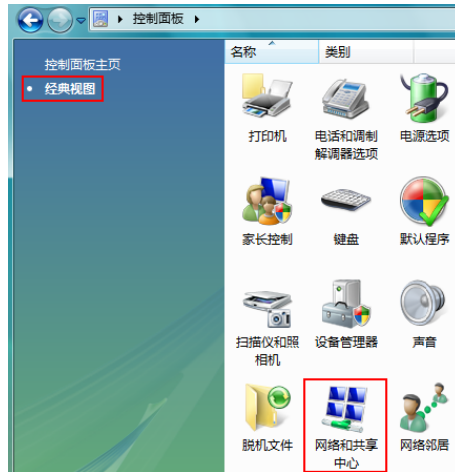 控制面板
控制面板主页
经典视图
名称 类别
打印机 电话和调制 电源选项
解调器选项
家长控制 键盘 默认程序
扫描仪和照 设备管理器 声音
相机
脱机文件 网络和共享 网络邻居
中心